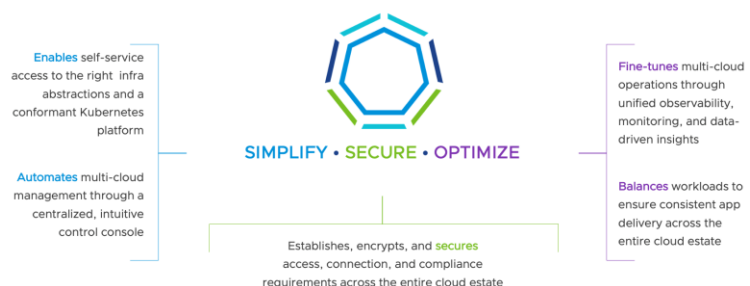 Enables self-service
access to the right infra
abstractions and a
conformant Kubernetes
platform
Automates multi-cloud
management through a
centralized, intuitive
control console
SIMPLIFY • SECURE • OPTIMIZE
Fine-tunes multi-cloud
operations through
unified observability,
monitoring, and data-
driven insights
Balances workloads to
ensure consistent app
delivery across the
entire cloud estate
Establishes, encrypts, and secures
access, connection, and compliance
requirements across the entire cloud estate